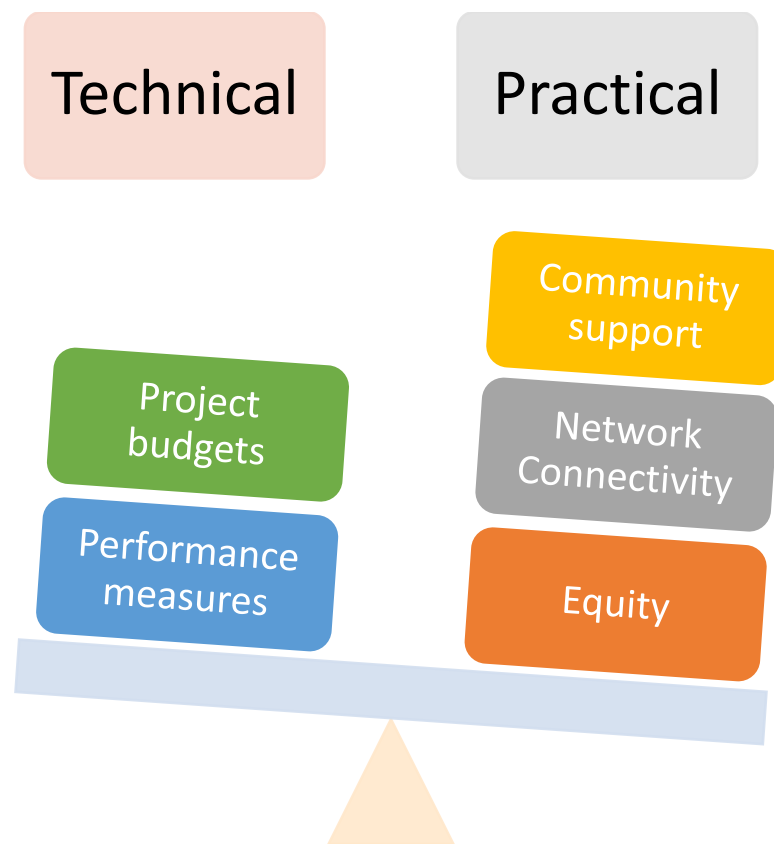 Technical
Practical
Project
budgets
Performance
measures
Community
support
Network
Connectivity
Equity